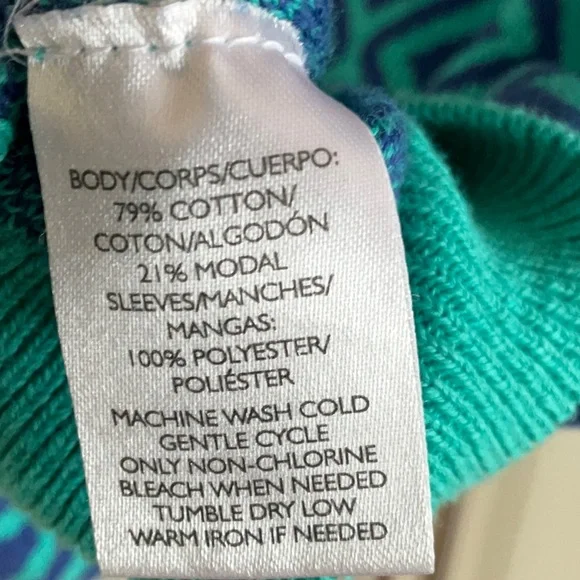 BODY/CORPS/CUERPO:
79% COTTON/
COTON/ALGODÓN
21% MODAL
SLEEVES/MANCHES/
MANGAS:
100% POLYESTER/
POLIÉSTER
MACHINE WASH COLD
GENTLE CYCLE
ONLY NON-CHLORINE
BLEACH WHEN NEEDED
TUMBLE DRY LOW
WARM IRON IF NEEDED